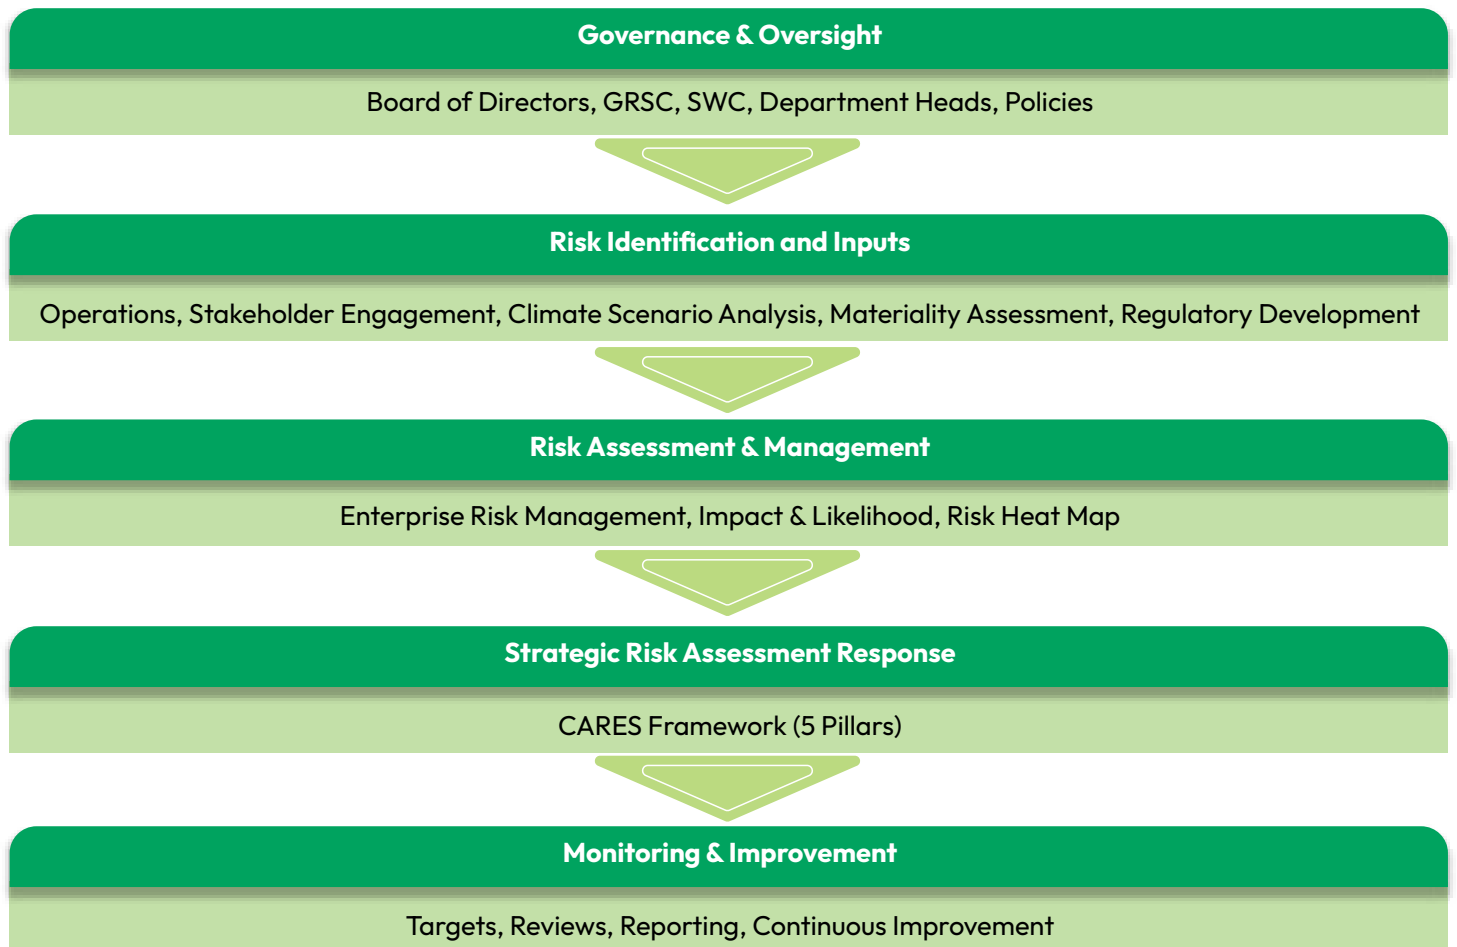 Governance & Oversight
Board of Directors, GRSC, SWC, Department Heads, Policies
Risk Identification and Inputs
Operations, Stakeholder Engagement, Climate Scenario Analysis, Materiality Assessment, Regulatory Development
Risk Assessment & Management
Enterprise Risk Management, Impact & Likelihood, Risk Heat Map
Strategic Risk Assessment Response
CARES Framework (5 Pillars)
Monitoring & Improvement
Targets, Reviews, Reporting, Continuous Improvement